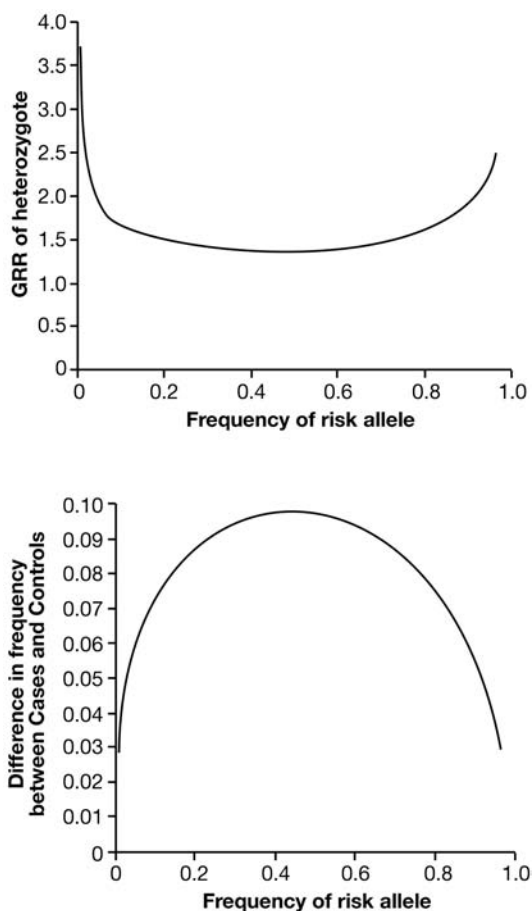 4.0
3.5
3.0
2.5
2.0
1.5
1.0
0.5
0
GRR of heterozygote
0 0.2 0.4 0.6 0.8 1.0
Frequency of risk allele
0.10
0.09
0.08
0.07
0.06
0.05
0.04
0.03
0.02
0.01
0
Difference in frequency
between Cases and Controls
0 0.2 0.4 0.6 0.8 1.0
Frequency of risk allele